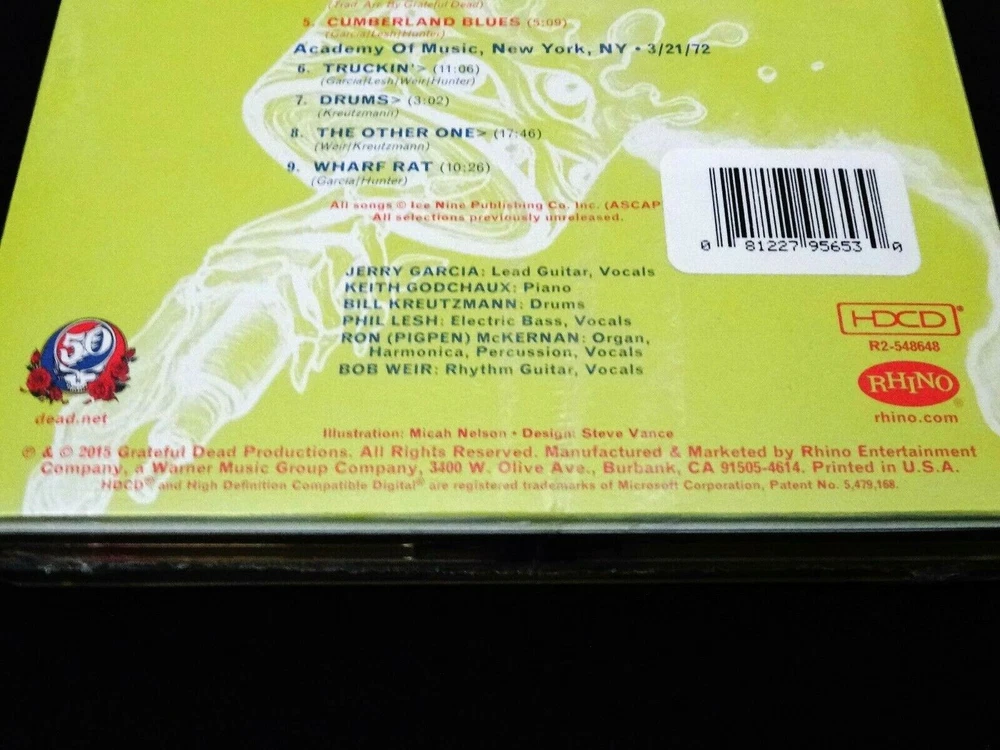 (Trad. Arr. By Grateful Dead)
5. CUMBERLAND BLUES (5:09)
(Garcia/Lesh/Hunter)
Academy Of Music, New York, NY • 3/21/72
6. TRUCKIN'> (11:06)
(Garcia/Lesh/Weir/Hunter)
7. DRUMS> (3:02)
(Kreutzmann)
8. THE OTHER ONE> (17:46)
(Weir/Kreutzmann)
9. WHARF RAT (10:26)
(Garcia/Hunter)
All songs © Ice Nine Publishing Co. Inc. (ASCAP
All selections previously unreleased.
0 81227 95653 0
JERRY GARCIA: Lead Guitar, Vocals
KEITH GODCHAUX: Piano
BILL KREUTZMANN: Drums
PHIL LESH: Electric Bass, Vocals
RON (PIGPEN) McKERNAN: Organ,
Harmonica, Percussion, Vocals
BOB WEIR: Rhythm Guitar, Vocals
HDCD®
R2-548648
RHINO®
rhino.com
50
dead.net
Illustration: Micah Nelson • Design: Steve Vance
℗ & © 2015 Grateful Dead Productions. All Rights Reserved. Manufactured & Marketed by Rhino Entertainment
Company, a Warner Music Group Company, 3400 W. Olive Ave., Burbank, CA 91505-4614. Printed in U.S.A.
HDCD® and High Definition Compatible Digital® are registered trademarks of Microsoft Corporation, Patent No. 5,479,168.